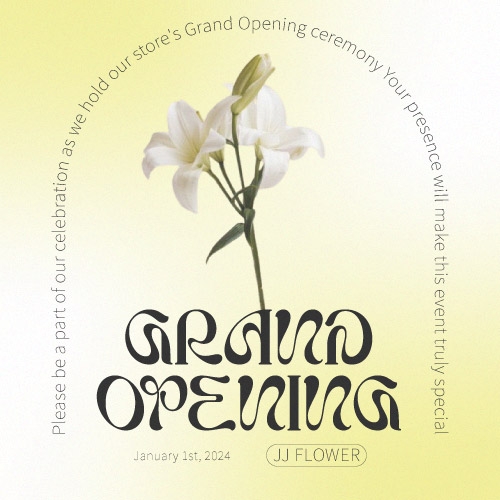 Please be a part of our celebration as we hold our store's Grand Opening ceremony Your presence will make this event truly special
GRAND
OPENING
January 1st, 2024
JJ FLOWER